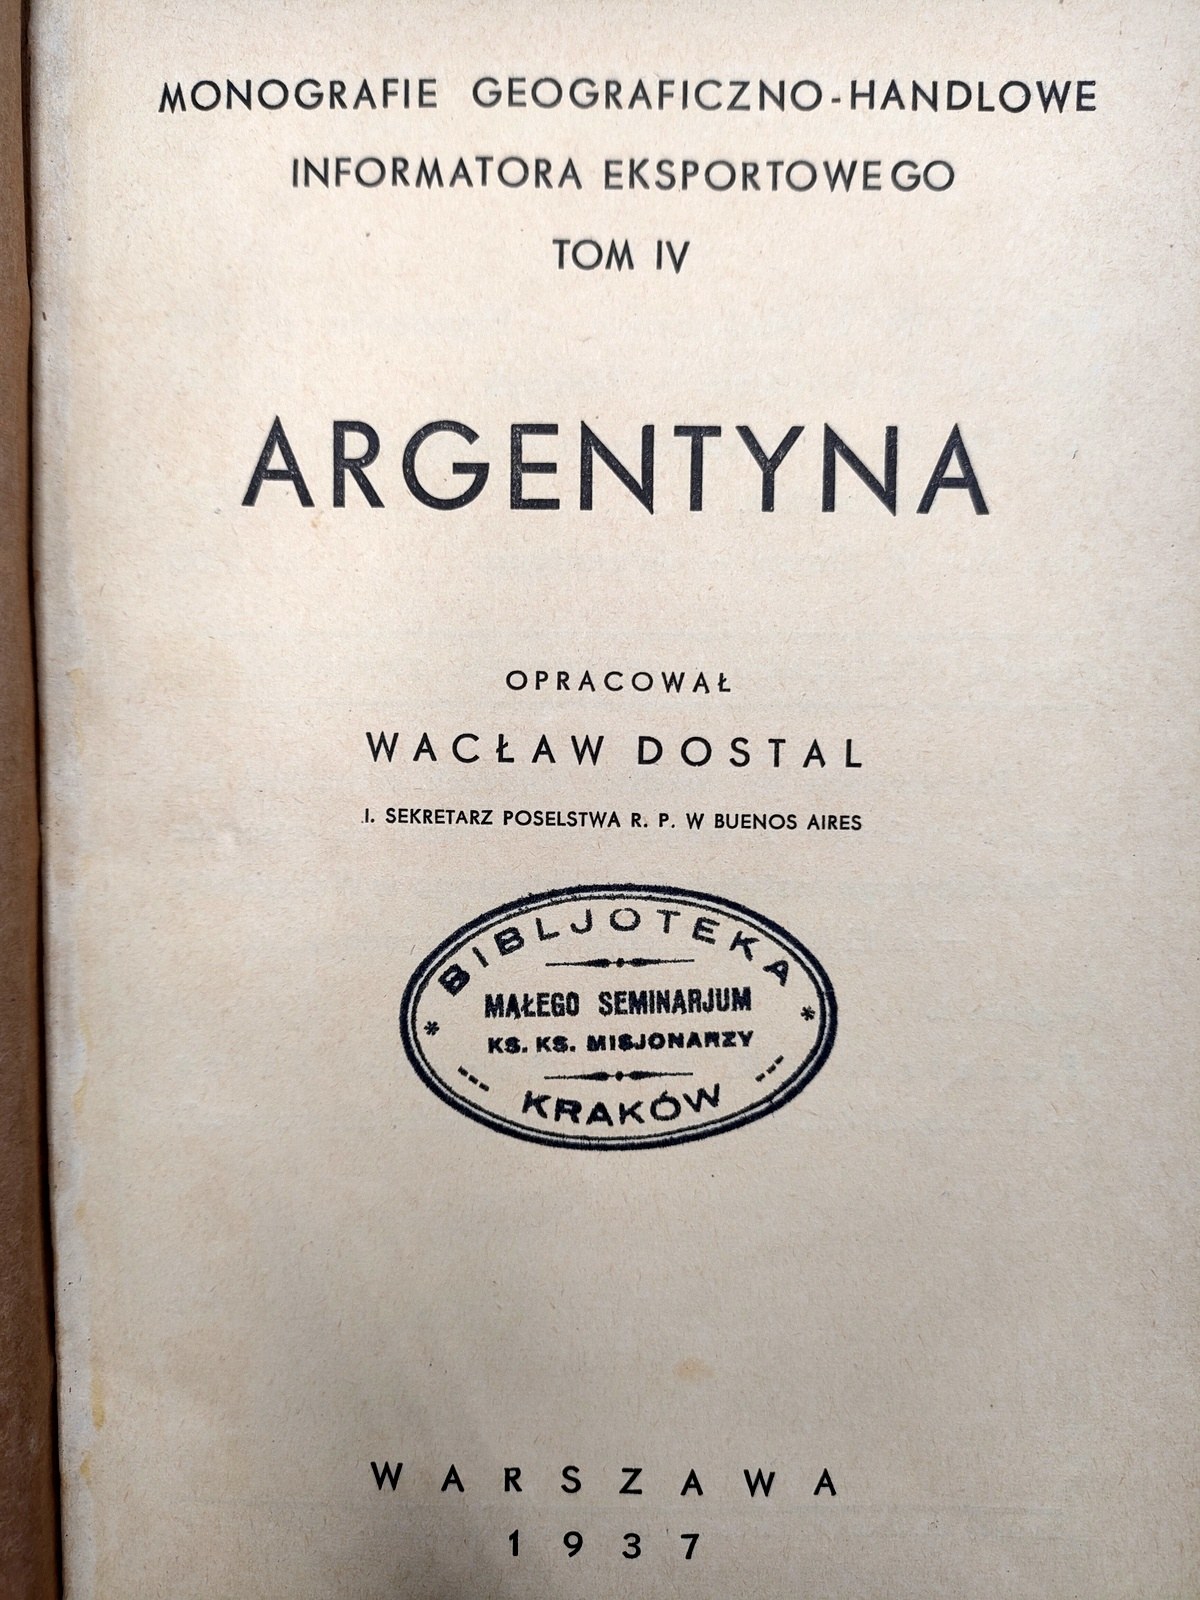 MONOGRAFIE GEOGRAFICZNO-HANDLOWE
INFORMATORA EKSPORTOWEGO
TOM IV
ARGENTYNA
OPRACOWAŁ
WACŁAW DOSTAL
I. SEKRETARZ POSELSTWA R. P. W BUENOS AIRES
* BIBLJOTEKA *
MAŁEGO SEMINARJUM
KS. KS. MISJONARZY
--- KRAKÓW ---
WARSZAWA
1937